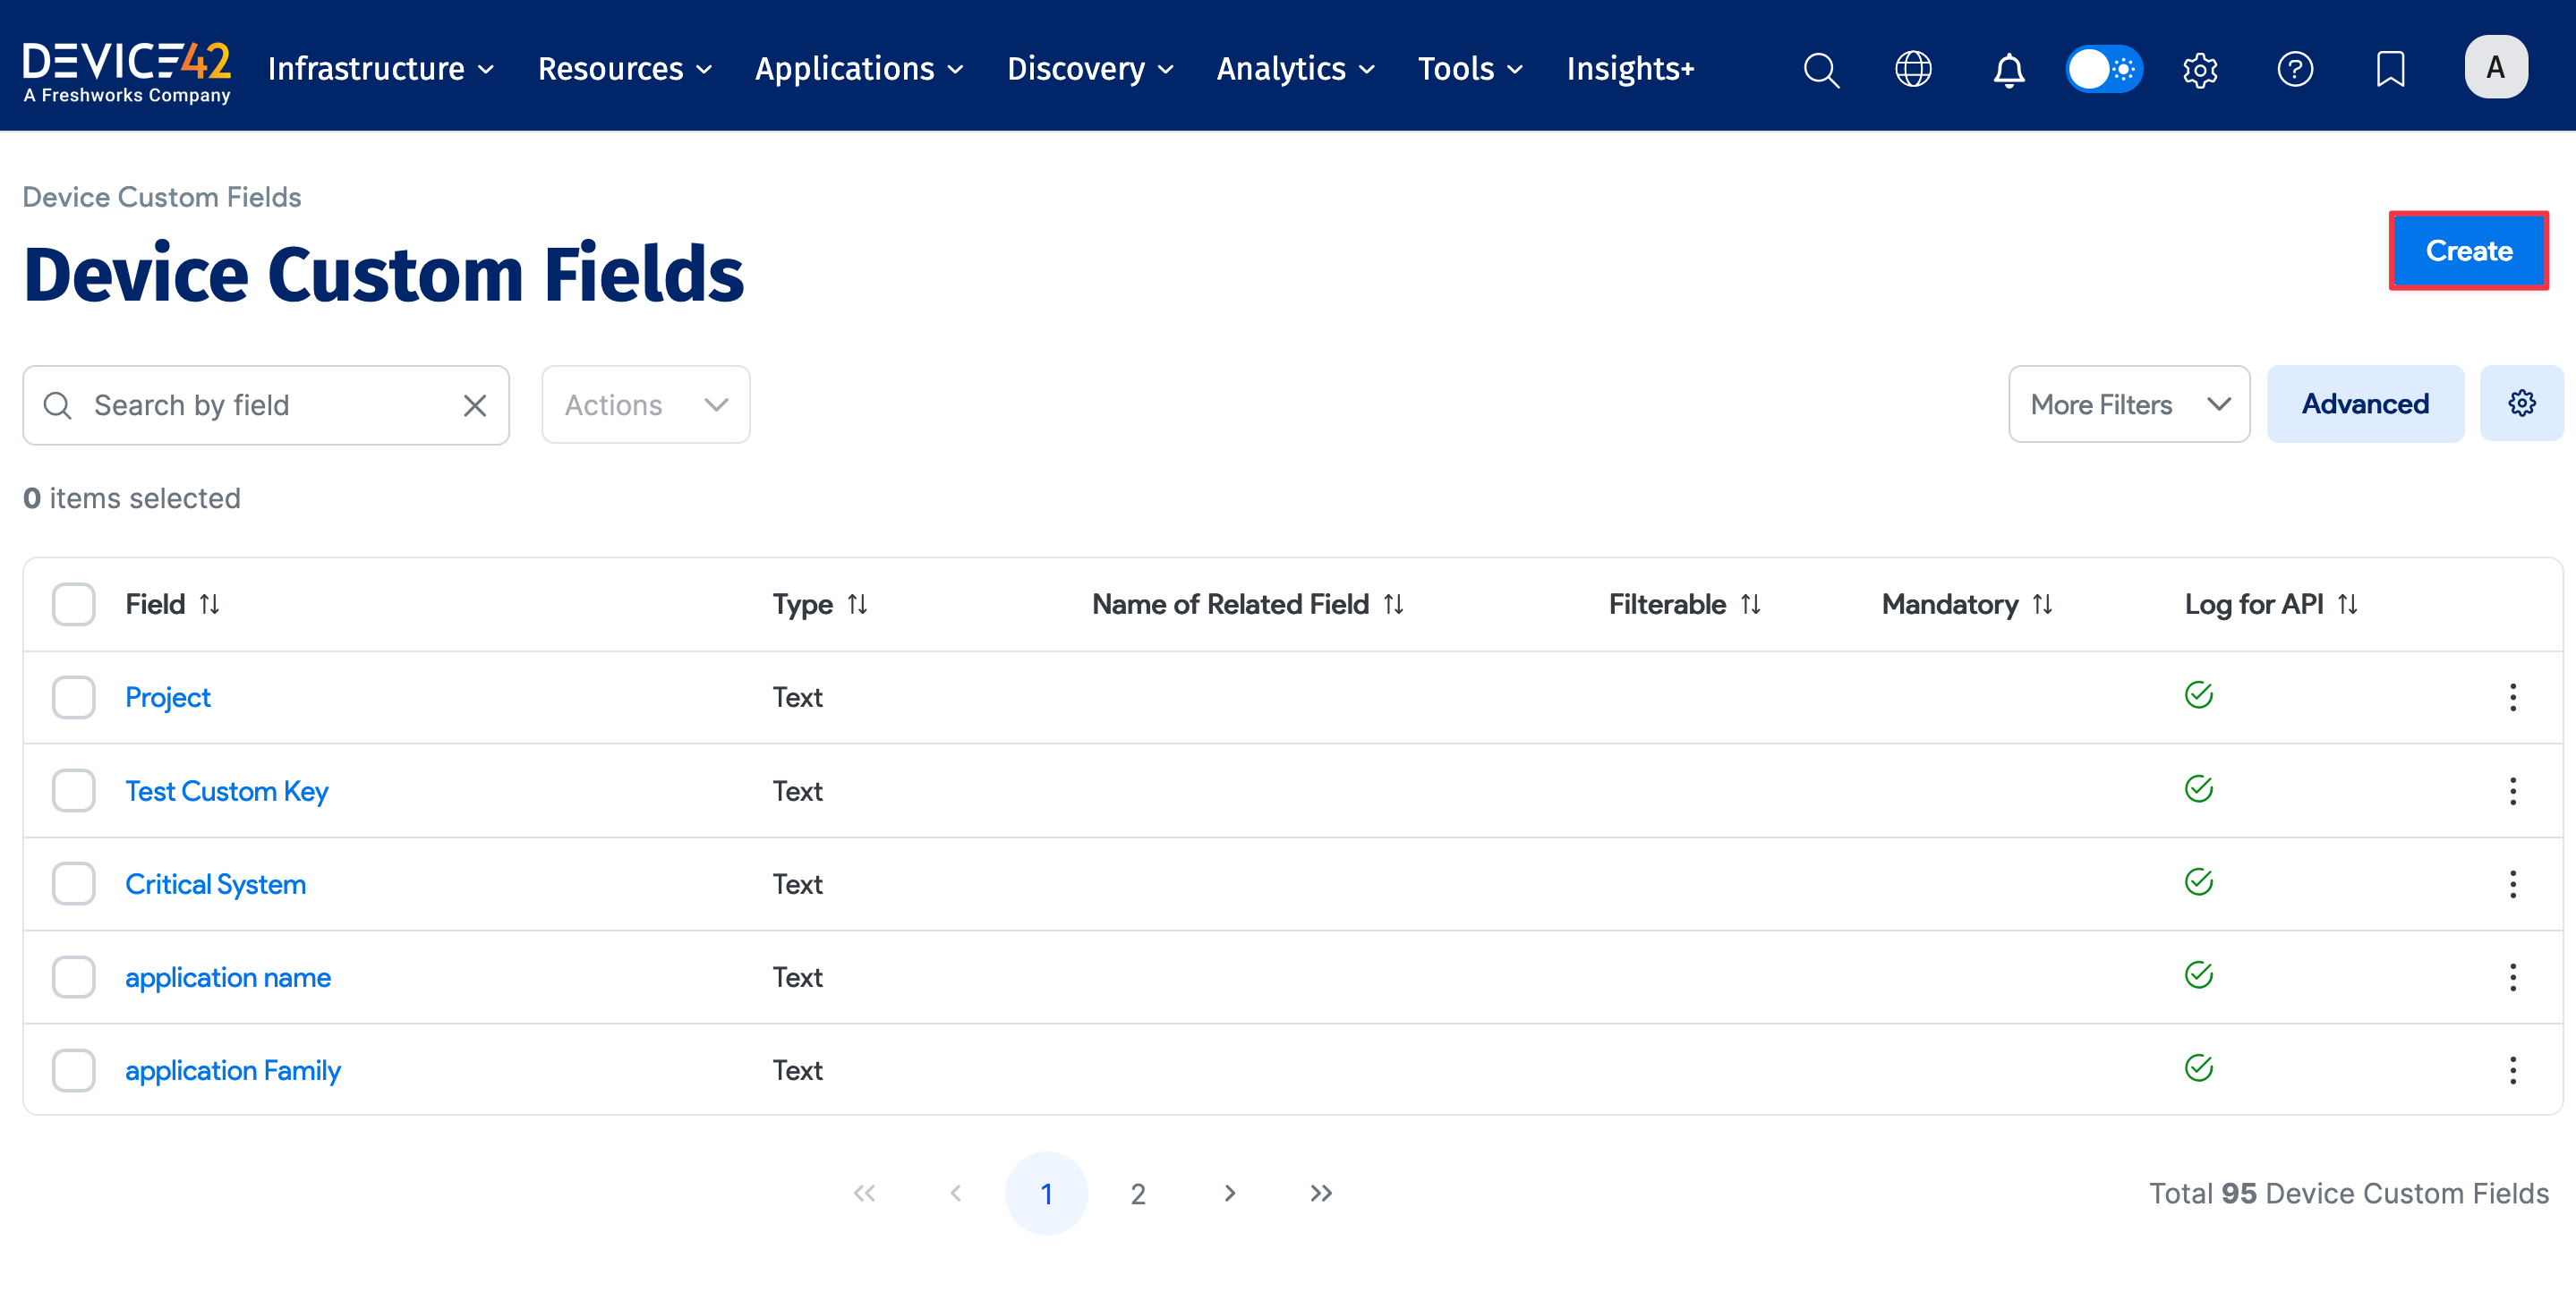 DEVICE42
A Freshworks Company
Infrastructure Resources Applications Discovery Analytics Tools Insights+
A
Device Custom Fields
Device Custom Fields
Create
Search by field Actions More Filters Advanced
0 items selected
Field Type Name of Related Field Filterable Mandatory Log for API
Project Text
Test Custom Key Text
Critical System Text
application name Text
application Family Text
1 2 Total 95 Device Custom Fields